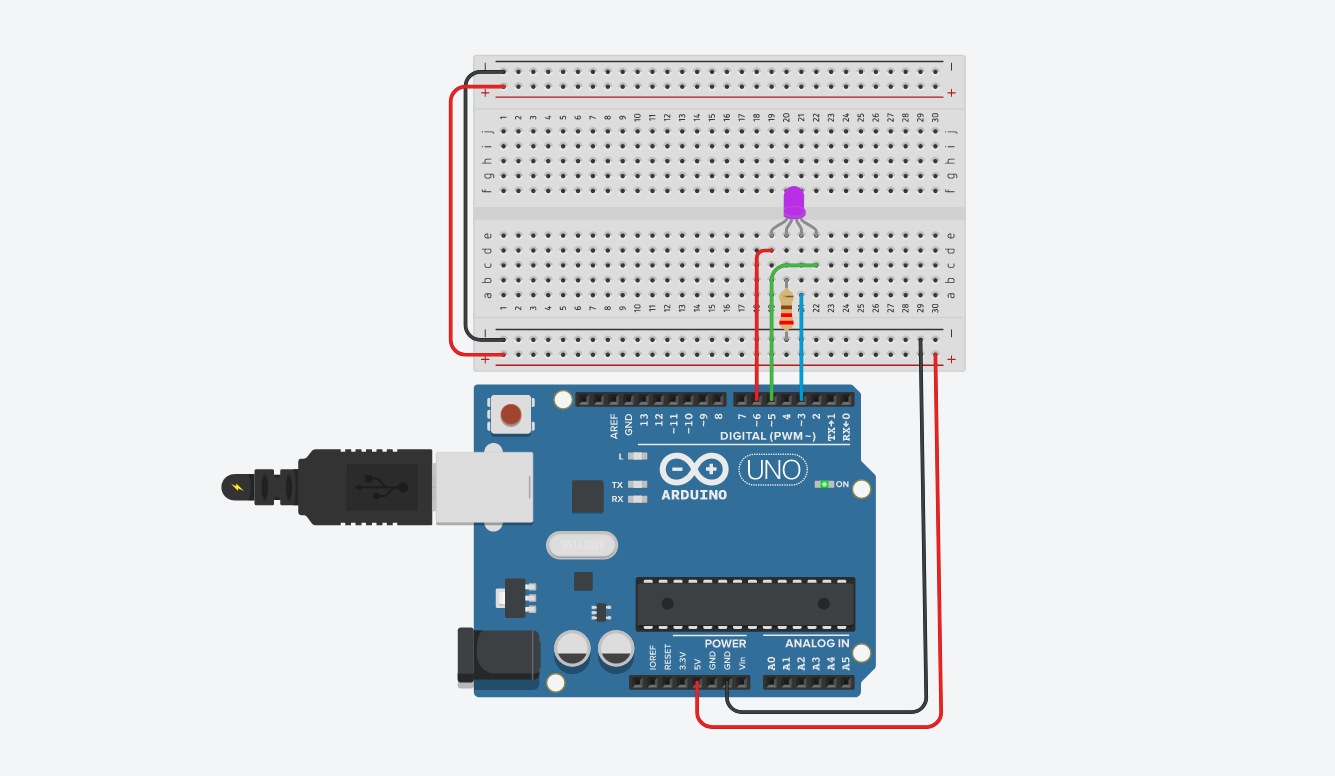 − −
+ +
1 2 3 4 5 6 7 8 9 10 11 12 13 14 15 16 17 18 19 20 21 22 23 24 25 26 27 28 29 30
j j
i i
h h
g g
f f
e e
d d
c c
b b
a a
1 2 3 4 5 6 7 8 9 10 11 12 13 14 15 16 17 19 21 22 23 24 25 26 27 28 29 30
− −
+ +
AREF GND 13 12 ~11 ~10 ~9 8 7 ~6 ~5 4 ~3 2 TX→1 RX←0
DIGITAL (PWM~)
L
TX
RX
UNO
ARDUINO
ON
POWER ANALOG IN
IOREF RESET 3.3V 5V GND GND Vin A0 A1 A2 A3 A4 A5